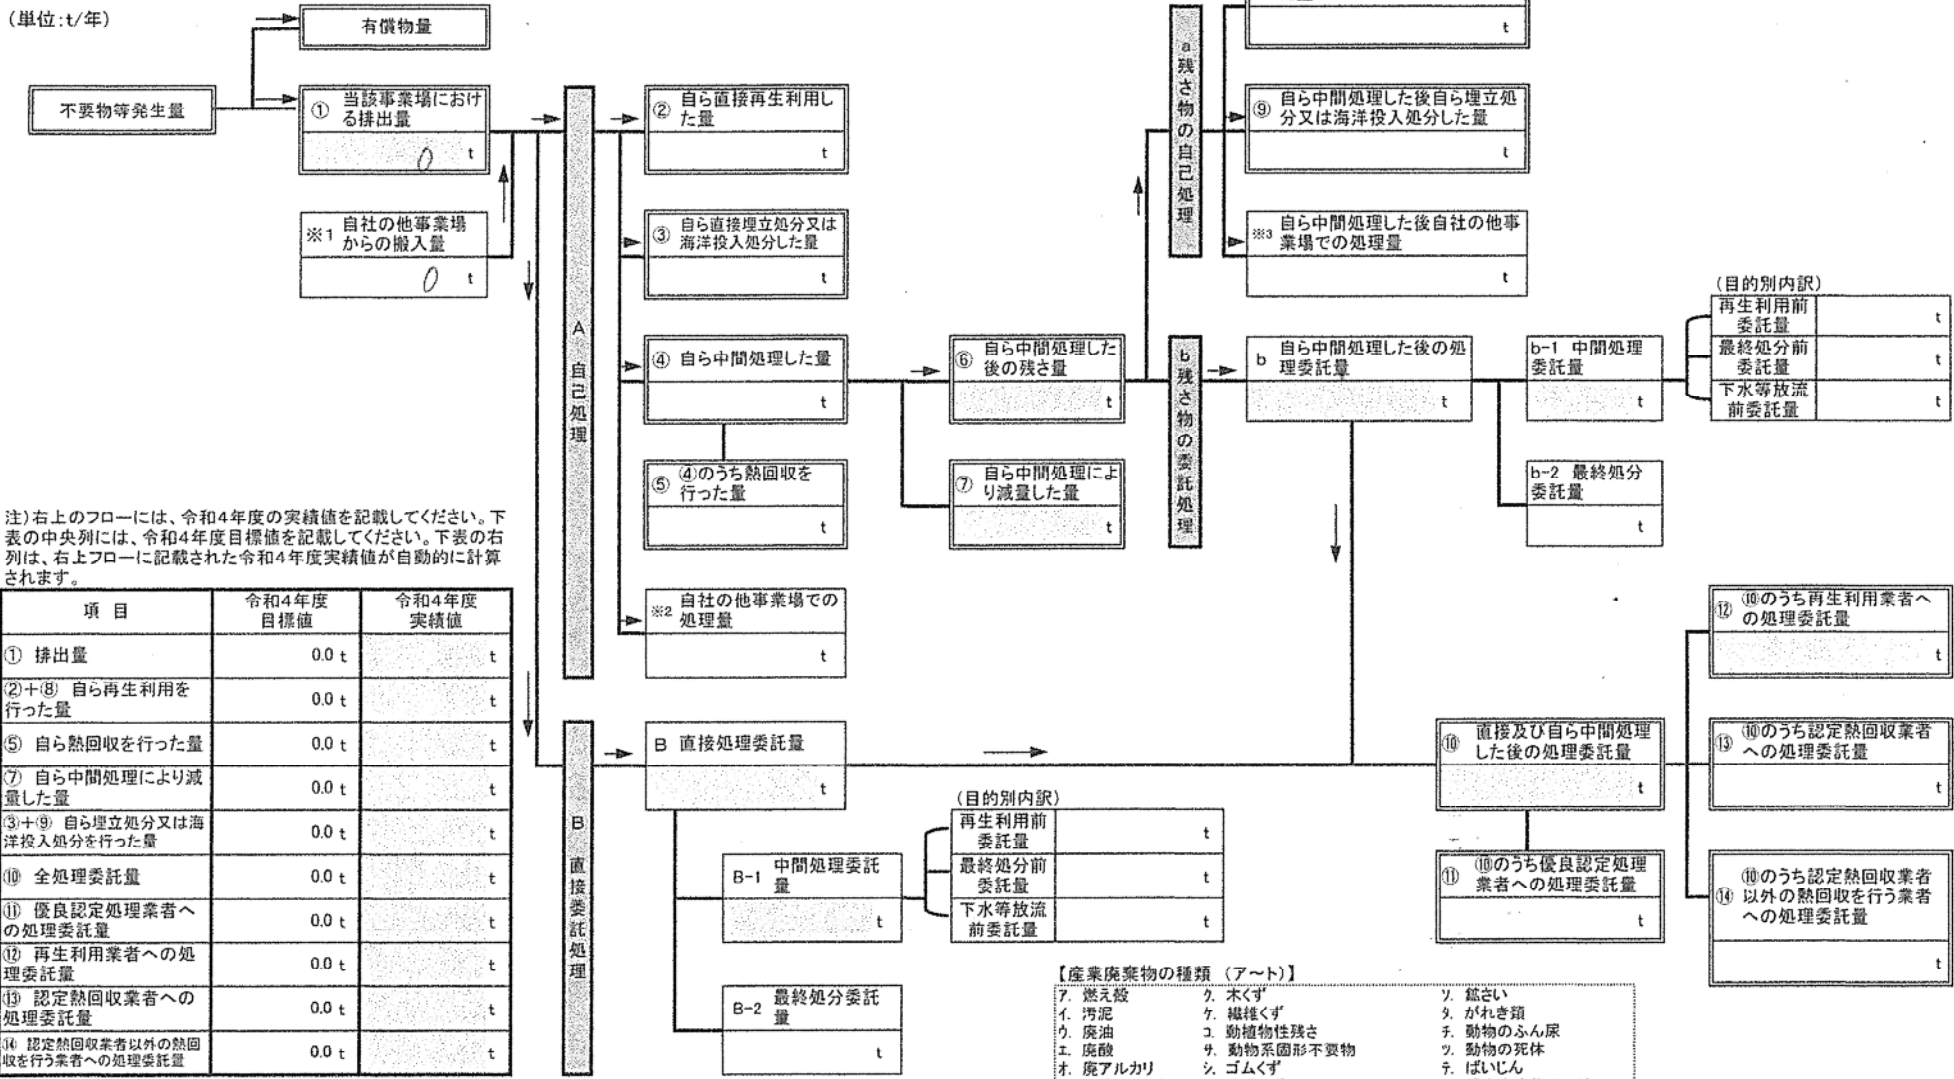 (単位:t/年)
有償物量
不要物等発生量
① 当該事業場におけ
る排出量
0 t
※1 自社の他事業場
からの搬入量
0 t
A 自己処理
② 自ら直接再生利用し
た量
t
③ 自ら直接埋立処分又は
海洋投入処分した量
t
④ 自ら中間処理した量
t
⑤ ④のうち熱回収を
行った量
t
※2 自社の他事業場での
処理量
t
⑥ 自ら中間処理した
後の残さ量
t
⑦ 自ら中間処理によ
り減量した量
t
a 残さ物の自己処理
t
⑨ 自ら中間処理した後自ら埋立処
分又は海洋投入処分した量
t
※3 自ら中間処理した後自社の他事
業場での処理量
t
b 残さ物の委託処理
b 自ら中間処理した後の処
理委託量
t
b-1 中間処理
委託量
t
b-2 最終処分
委託量
t
(目的別内訳)
再生利用前
委託量
t
最終処分前
委託量
t
下水等放流
前委託量
t
注)右上のフローには、令和4年度の実績値を記載してください。下
表の中央列には、令和4年度目標値を記載してください。下表の右
列は、右上フローに記載された令和4年度実績値が自動的に計算
されます。
項 目 令和4年度 令和4年度
目標値 実績値
① 排出量 0.0 t t
②+⑧ 自ら再生利用を
行った量 0.0 t t
⑤ 自ら熱回収を行った量 0.0 t t
⑦ 自ら中間処理により減
量した量 0.0 t t
③+⑨ 自ら埋立処分又は海
洋投入処分を行った量 0.0 t t
⑩ 全処理委託量 0.0 t t
⑪ 優良認定処理業者へ
の処理委託量 0.0 t t
⑫ 再生利用業者への処
理委託量 0.0 t t
⑬ 認定熱回収業者への
処理委託量 0.0 t t
⑭ 認定熱回収業者以外の熱回
収を行う業者への処理委託量 0.0 t t
B 直接委託処理
B 直接処理委託量
t
B-1 中間処理委託
量
t
B-2 最終処分委託
量
t
(目的別内訳)
再生利用前
委託量
t
最終処分前
委託量
t
下水等放流
前委託量
t
⑩ 直接及び自ら中間処理
した後の処理委託量
t
⑪ ⑩のうち優良認定処理
業者への処理委託量
t
⑫ ⑩のうち再生利用業者へ
の処理委託量
t
⑬ ⑩のうち認定熱回収業者
への処理委託量
t
⑭ ⑩のうち認定熱回収業者
以外の熱回収を行う業者
への処理委託量
t
【産業廃棄物の種類 (ア~ト)】
ア. 燃え殻 ク. 木くず ソ. 鉱さい
イ. 汚泥 ケ. 繊維くず タ. がれき類
ウ. 廃油 コ. 動植物性残さ チ. 動物のふん尿
エ. 廃酸 サ. 動物系固形不要物 ツ. 動物の死体
オ. 廃アルカリ シ. ゴムくず テ. ばいじん